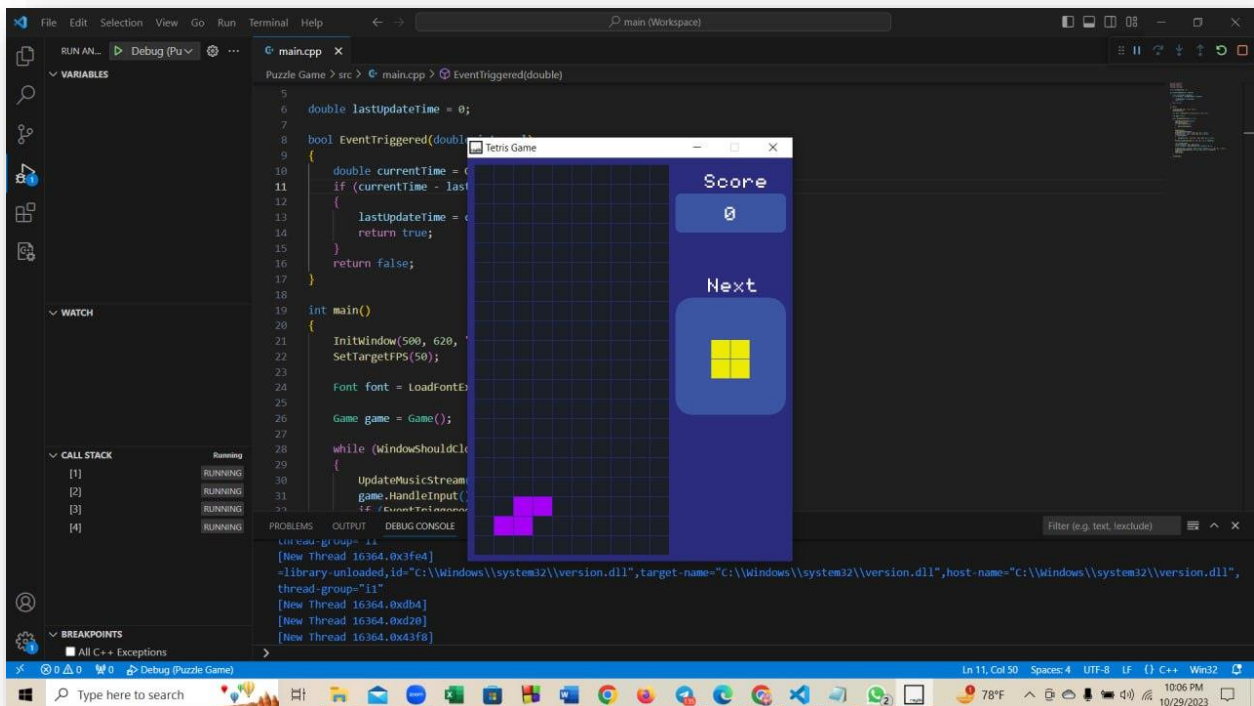 File Edit Selection View Go Run Terminal Help
main (Workspace)
RUN AN...
Debug (Pu
main.cpp
VARIABLES
Puzzle Game > src > main.cpp > EventTriggered(double)
5
6 double lastUpdateTime = 0;
7
8 bool EventTriggered(doubl
9 {
10 double currentTime =
11 if (currentTime - las
12 {
13 lastUpdateTime =
14 return true;
15 }
16 return false;
17 }
18
19 int main()
20 {
21 InitWindow(500, 620,
22 SetTargetFPS(50);
23
24 Font font = LoadFontE
25
26 Game game = Game();
27
28 while (WindowShouldCl
29 {
30 UpdateMusicStream
31 game.HandleInput(
Tetris Game
Score
0
Next
WATCH
CALL STACK
Running
[1] RUNNING
[2] RUNNING
[3] RUNNING
[4] RUNNING
BREAKPOINTS
All C++ Exceptions
PROBLEMS OUTPUT DEBUG CONSOLE
Filter (e.g. text, !exclude)
[New Thread 16364.0x3fe4]
=library-unloaded,id="C:\\Windows\\system32\\version.dll",target-name="C:\\Windows\\system32\\version.dll",host-name="C:\\Windows\\system32\\version.dll",
thread-group="i1"
[New Thread 16364.0xdb4]
[New Thread 16364.0xd20]
[New Thread 16364.0x43f8]
>
0 0 0 Debug (Puzzle Game)
Ln 11, Col 50 Spaces: 4 UTF-8 LF {} C++ Win32
Type here to search
2
78°F
10:06 PM
10/29/2023